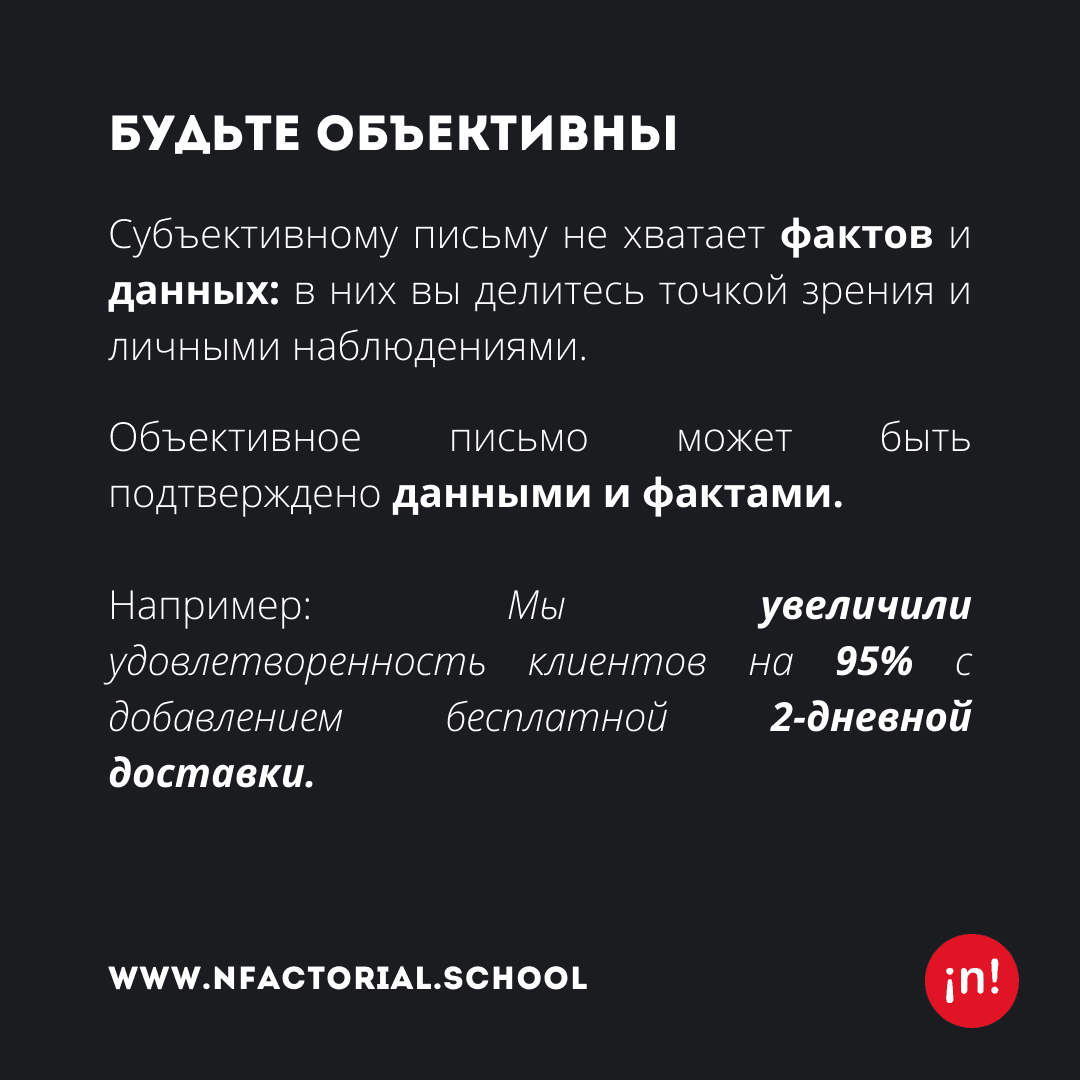 БУДЬТЕ ОБЪЕКТИВНЫ
Субъективному письму не хватает фактов и
данных: в них вы делитесь точкой зрения и
личными наблюдениями.
Объективное письмо может быть
подтверждено данными и фактами.
Например: Мы увеличили
удовлетворенность клиентов на 95% с
добавлением бесплатной 2-дневной
доставки.
WWW.NFACTORIAL.SCHOOL
¡n!